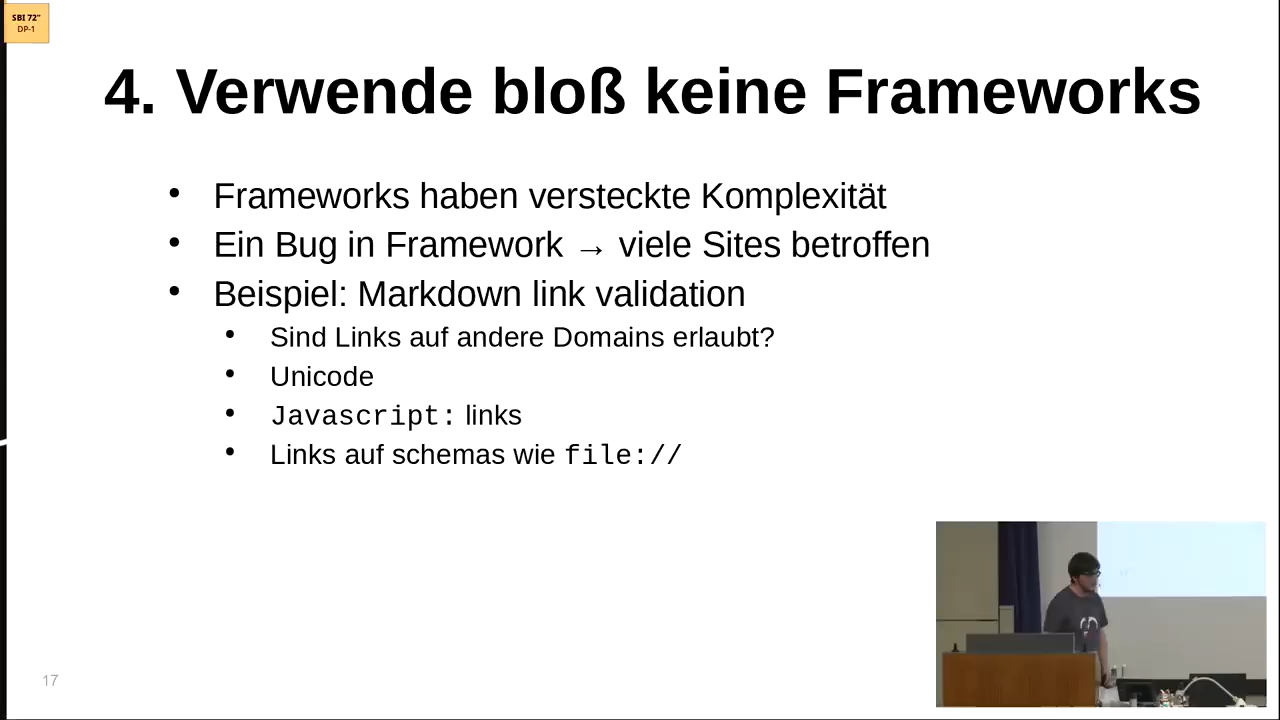 SBI 72"
DP-1
4. Verwende bloß keine Frameworks
• Frameworks haben versteckte Komplexität
• Ein Bug in Framework → viele Sites betroffen
• Beispiel: Markdown link validation
• Sind Links auf andere Domains erlaubt?
• Unicode
• Javascript: links
• Links auf schemas wie file://
17